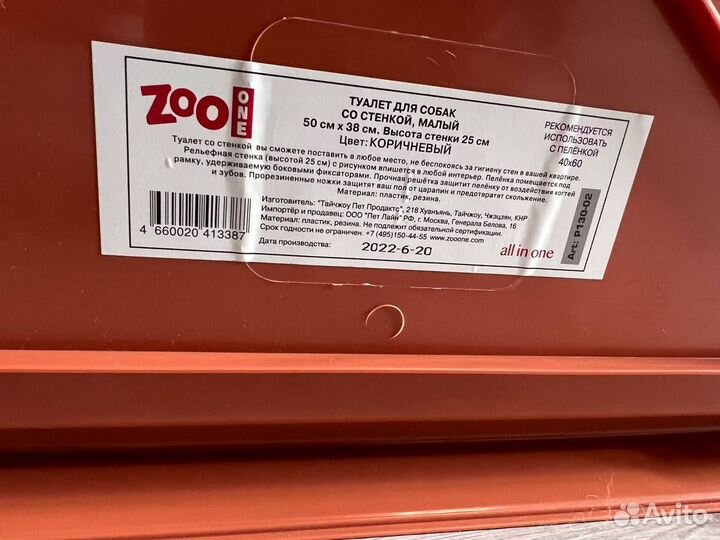 ZOO ONE
ТУАЛЕТ ДЛЯ СОБАК
СО СТЕНКОЙ, МАЛЫЙ
50 см x 38 см. Высота стенки 25 см
Цвет: КОРИЧНЕВЫЙ
РЕКОМЕНДУЕТСЯ
ИСПОЛЬЗОВАТЬ
С ПЕЛЁНКОЙ
40х60
Туалет со стенкой вы сможете поставить в любое место, не беспокоясь за гигиену стен в вашей квартире.
Рельефная стенка (высотой 25 см) с рисунком впишется в любой интерьер. Пелёнка помещается под
рамку, удерживаемую боковыми фиксаторами. Прочная решётка защитит пелёнку от воздействия когтей
и зубов. Прорезиненные ножки защитят ваш пол от царапин и предотвратят скольжение.
Материал: пластик, резина.
Изготовитель: "Тайчжоу Пет Продактс", 218 Хуаньянь, Тайчжоу, Чжэцзян, КНР
Импортёр и продавец: ООО "Пет Лайн" РФ, г. Москва, Генерала Белова, 16
Материал: пластик, резина. Не подлежит обязательной сертификации.
Срок годности не ограничен. +7 (495)150-44-55 www.zooone.com
Дата производства: 2022-6-20
all in one
Art: P130-02
4 660020 413387
Avito